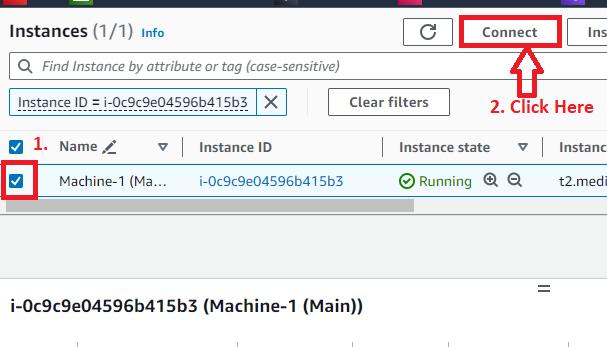 Instances (1/1) Info
Connect
Ins
Find Instance by attribute or tag (case-sensitive)
Instance ID = i-0c9c9e04596b415b3
Clear filters
2. Click Here
1.
Name
Instance ID
Instance state
Instanc
Machine-1 (Ma...
i-0c9c9e04596b415b3
Running
t2.medi
i-0c9c9e04596b415b3 (Machine-1 (Main))